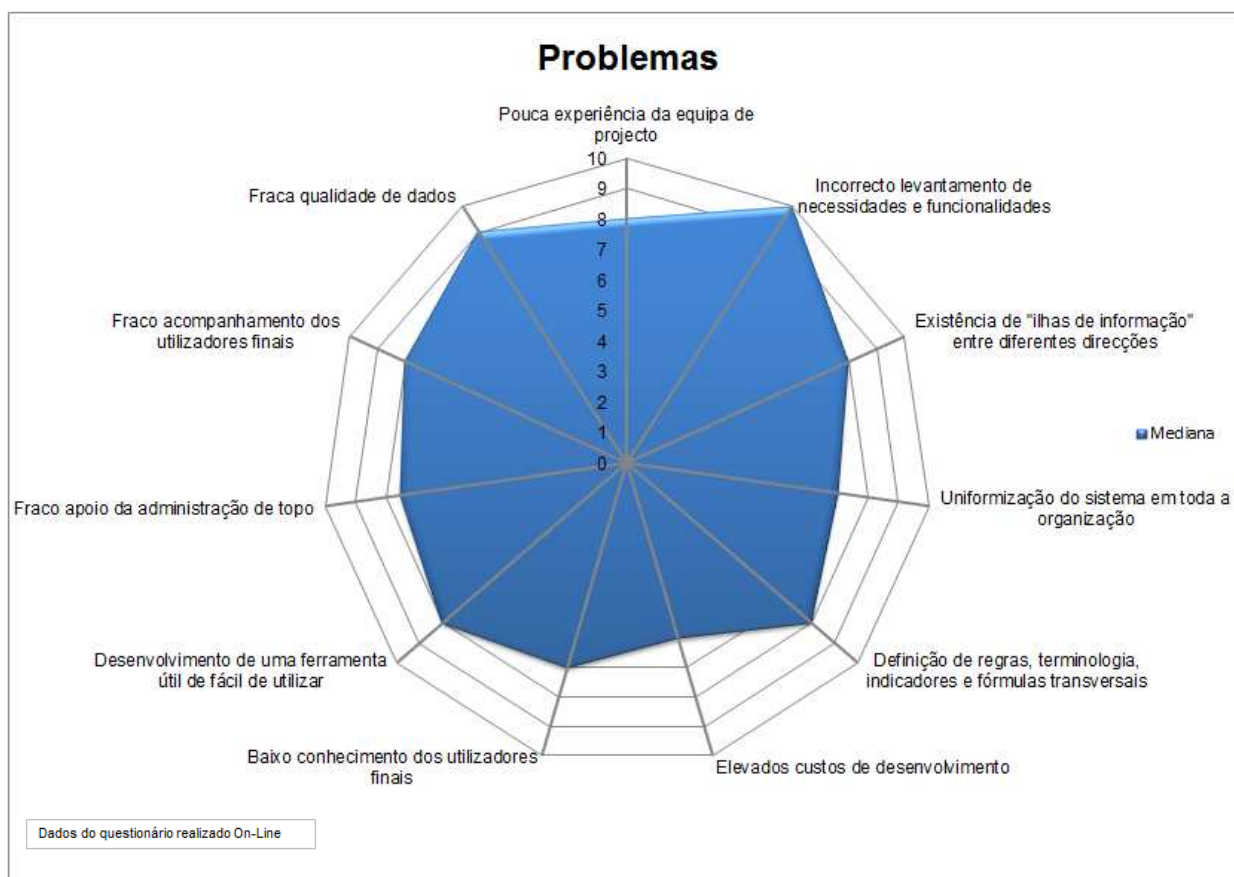 Problemas
Pouca experiência da equipa de
projecto
Incorrecto levantamento de
necessidades e funcionalidades
Existência de "ilhas de informação"
entre diferentes direcções
Uniformização do sistema em toda a
organização
Definição de regras, terminologia,
indicadores e fórmulas transversais
Elevados custos de desenvolvimento
Baixo conhecimento dos utilizadores
finais
Desenvolvimento de uma ferramenta
útil de fácil de utilizar
Fraco apoio da administração de topo
Fraco acompanhamento dos
utilizadores finais
Fraca qualidade de dados
10
9
8
7
6
5
4
3
2
1
0
Mediana
Dados do questionário realizado On-Line